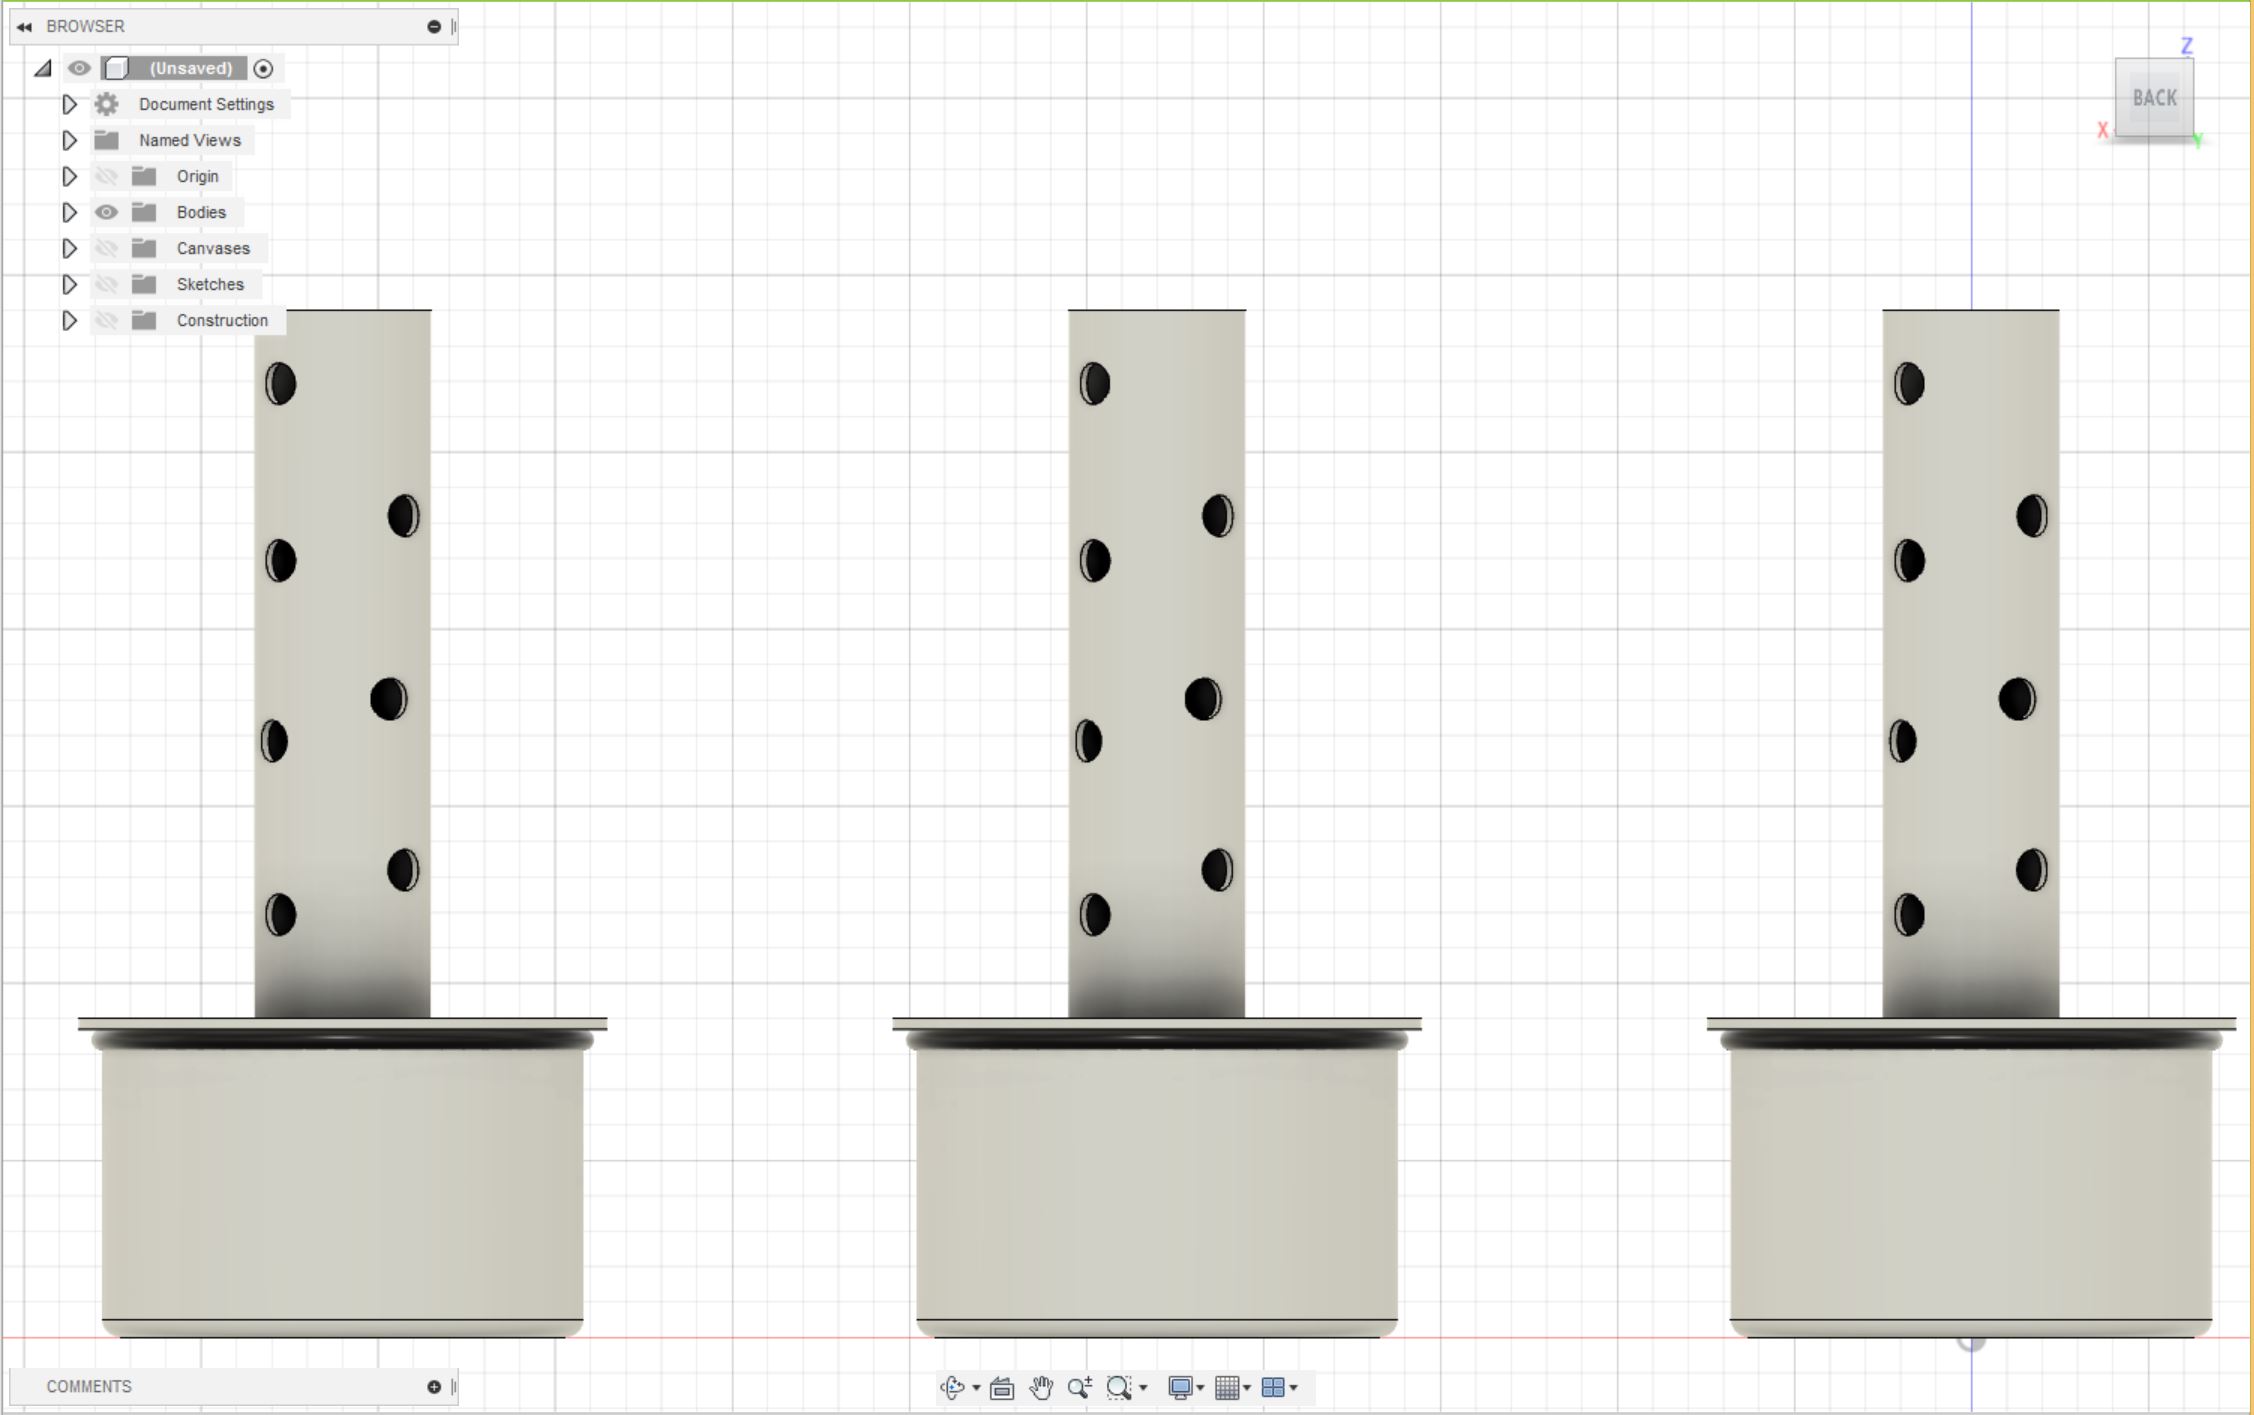 BROWSER
(Unsaved)
Document Settings
Named Views
Origin
Bodies
Canvases
Sketches
Construction
Z
BACK
X
Y
COMMENTS